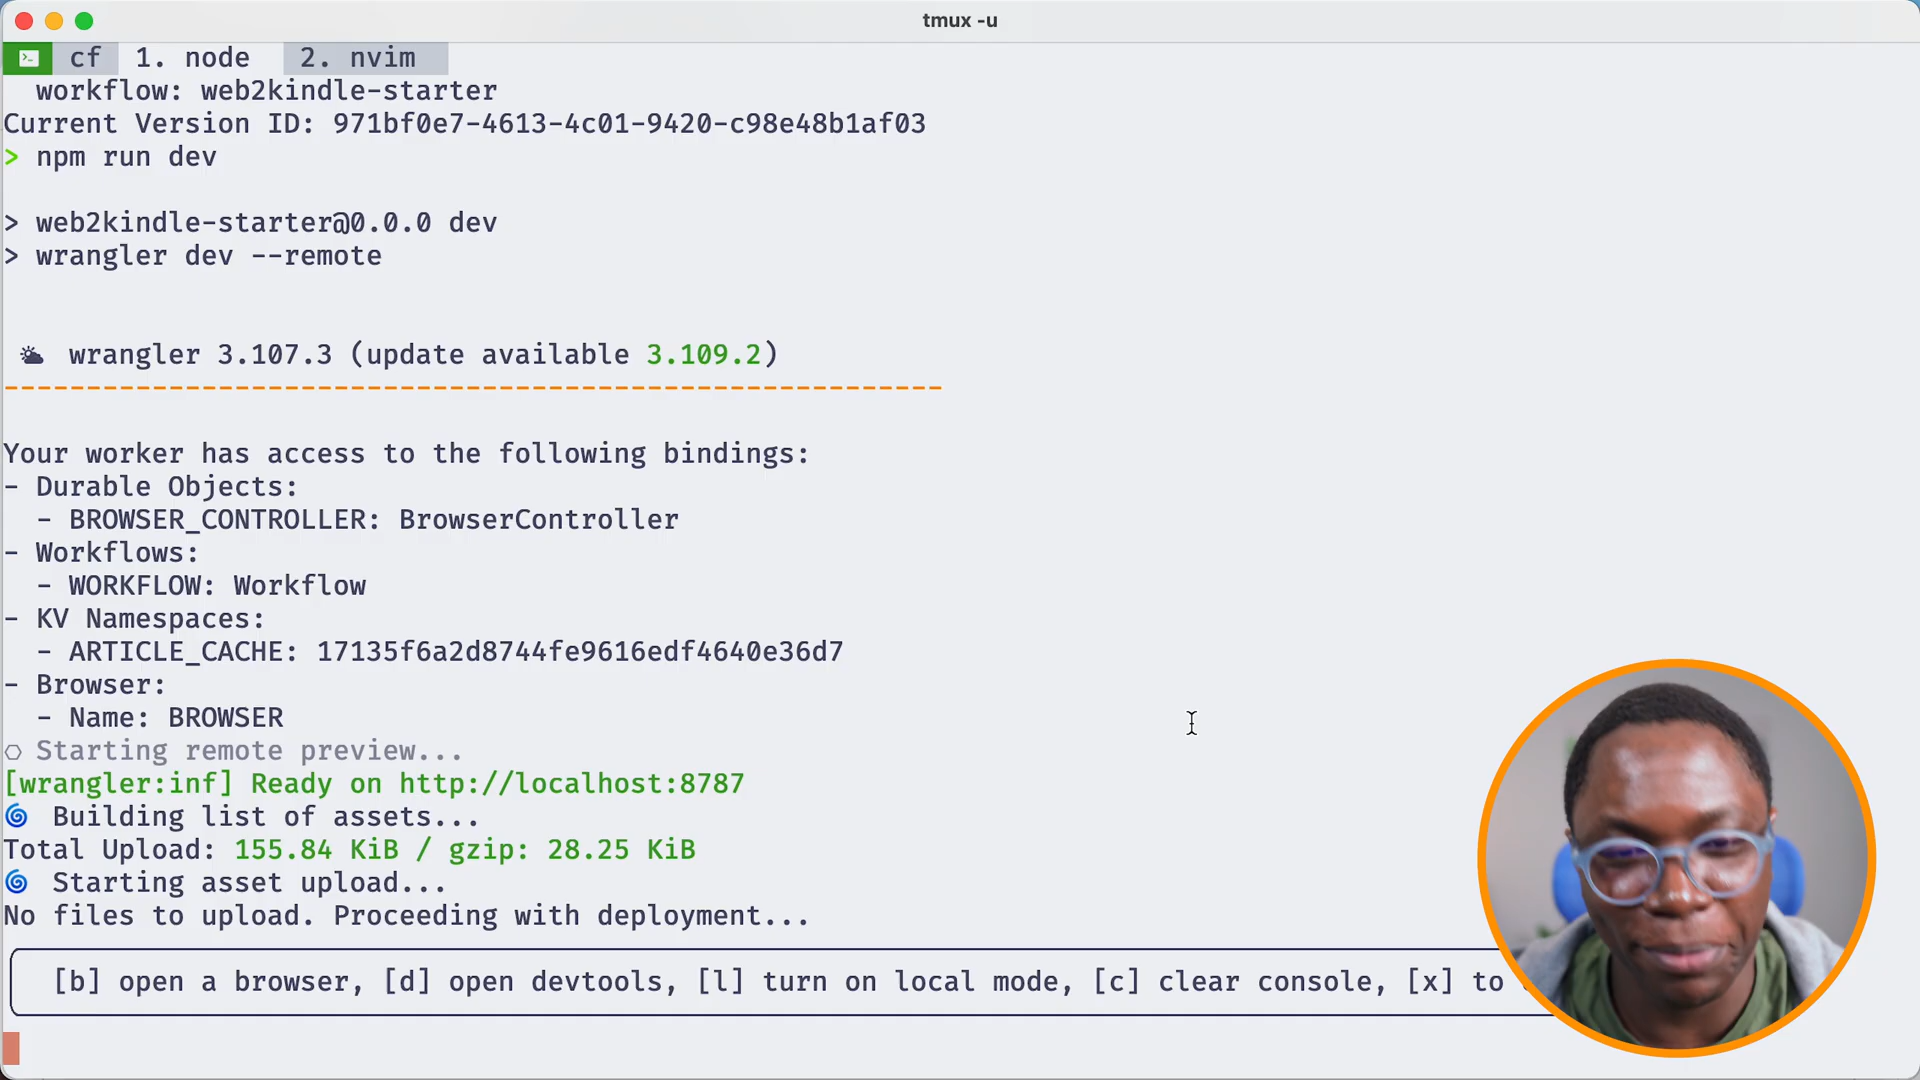 tmux -u
cf 1. node 2. nvim
workflow: web2kindle-starter
Current Version ID: 971bf0e7-4613-4c01-9420-c98e48b1af03
> npm run dev
> web2kindle-starter@0.0.0 dev
> wrangler dev --remote
wrangler 3.107.3 (update available 3.109.2)
---------------------------------------------------------
Your worker has access to the following bindings:
- Durable Objects:
- BROWSER_CONTROLLER: BrowserController
- Workflows:
- WORKFLOW: Workflow
- KV Namespaces:
- ARTICLE_CACHE: 17135f6a2d8744fe9616edf4640e36d7
- Browser:
- Name: BROWSER
Starting remote preview...
[wrangler:inf] Ready on http://localhost:8787
Building list of assets...
Total Upload: 155.84 KiB / gzip: 28.25 KiB
Starting asset upload...
No files to upload. Proceeding with deployment...
[b] open a browser, [d] open devtools, [l] turn on local mode, [c] clear console, [x] to